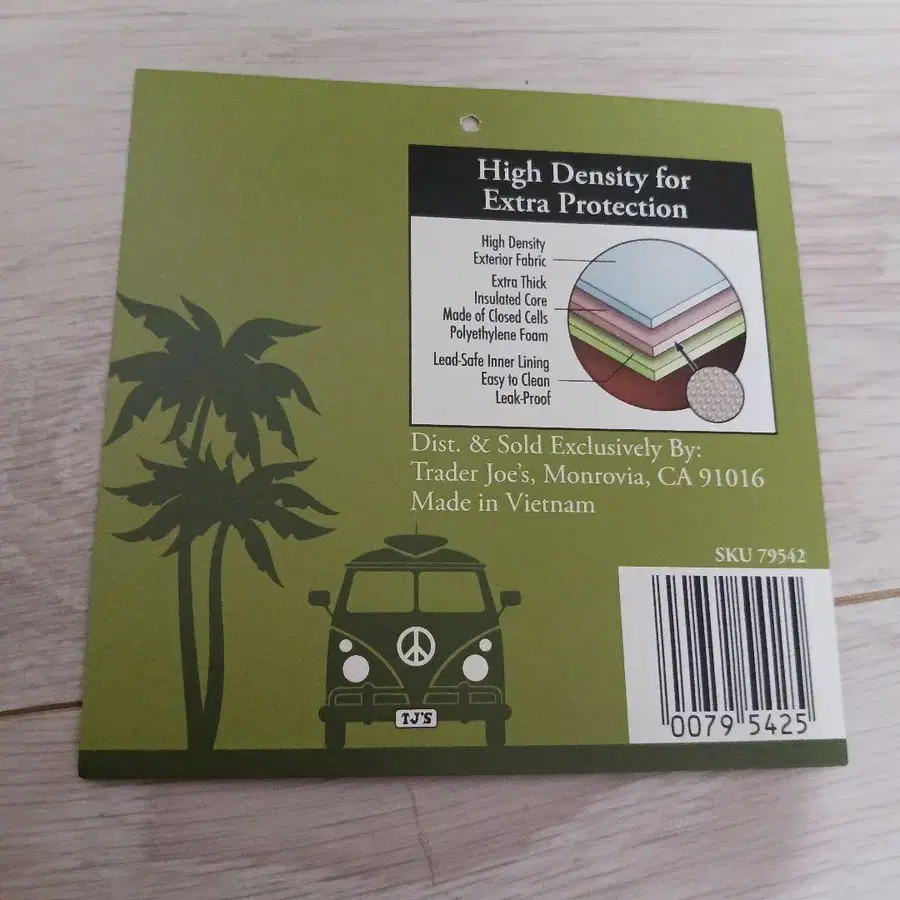 High Density for
Extra Protection
High Density
Exterior Fabric
Extra Thick
Insulated Core
Made of Closed Cells
Polyethylene Foam
Lead-Safe Inner Lining
Easy to Clean
Leak-Proof
Dist. & Sold Exclusively By:
Trader Joe's, Monrovia, CA 91016
Made in Vietnam
SKU 79542
0079 5425
TJ'S